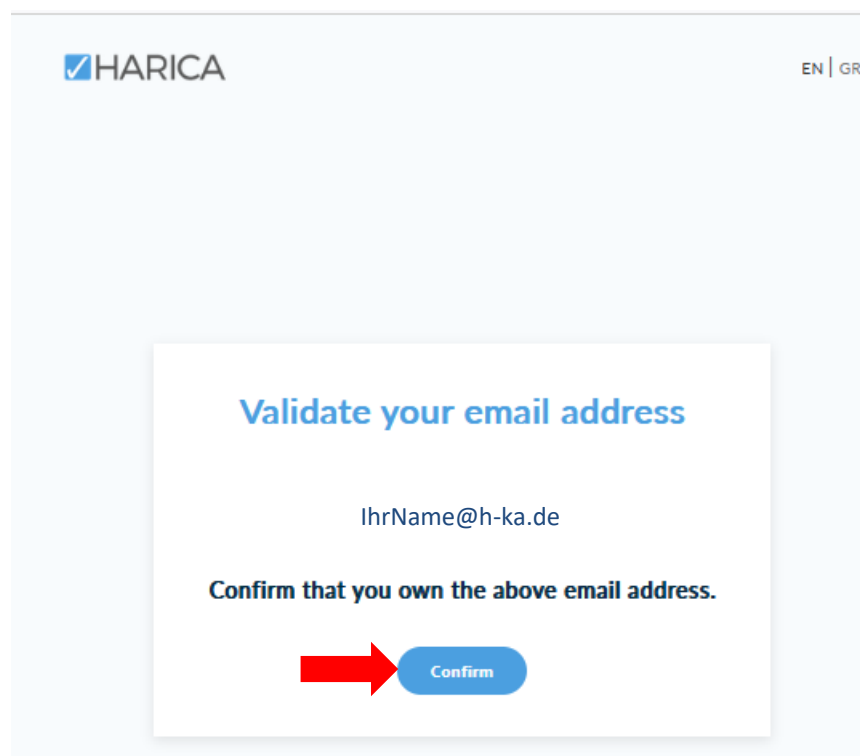 HARICA
EN | GR
Validate your email address
IhrName@h-ka.de
Confirm that you own the above email address.
Confirm